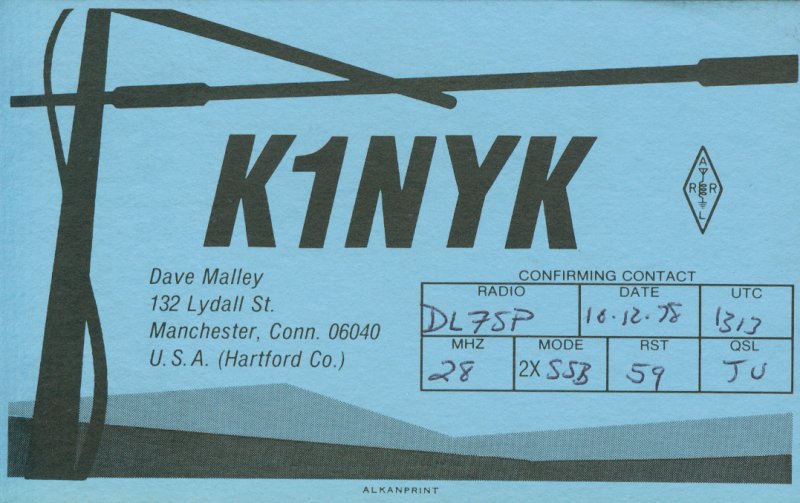 K1NYK
A
R R
L
Dave Malley
132 Lydall St.
Manchester, Conn. 06040
U.S.A. (Hartford Co.)
CONFIRMING CONTACT
RADIO DATE UTC
DL7SP 10.12.78 1313
MHZ MODE RST QSL
28 2X SSB 59 TU
ALKANPRINT